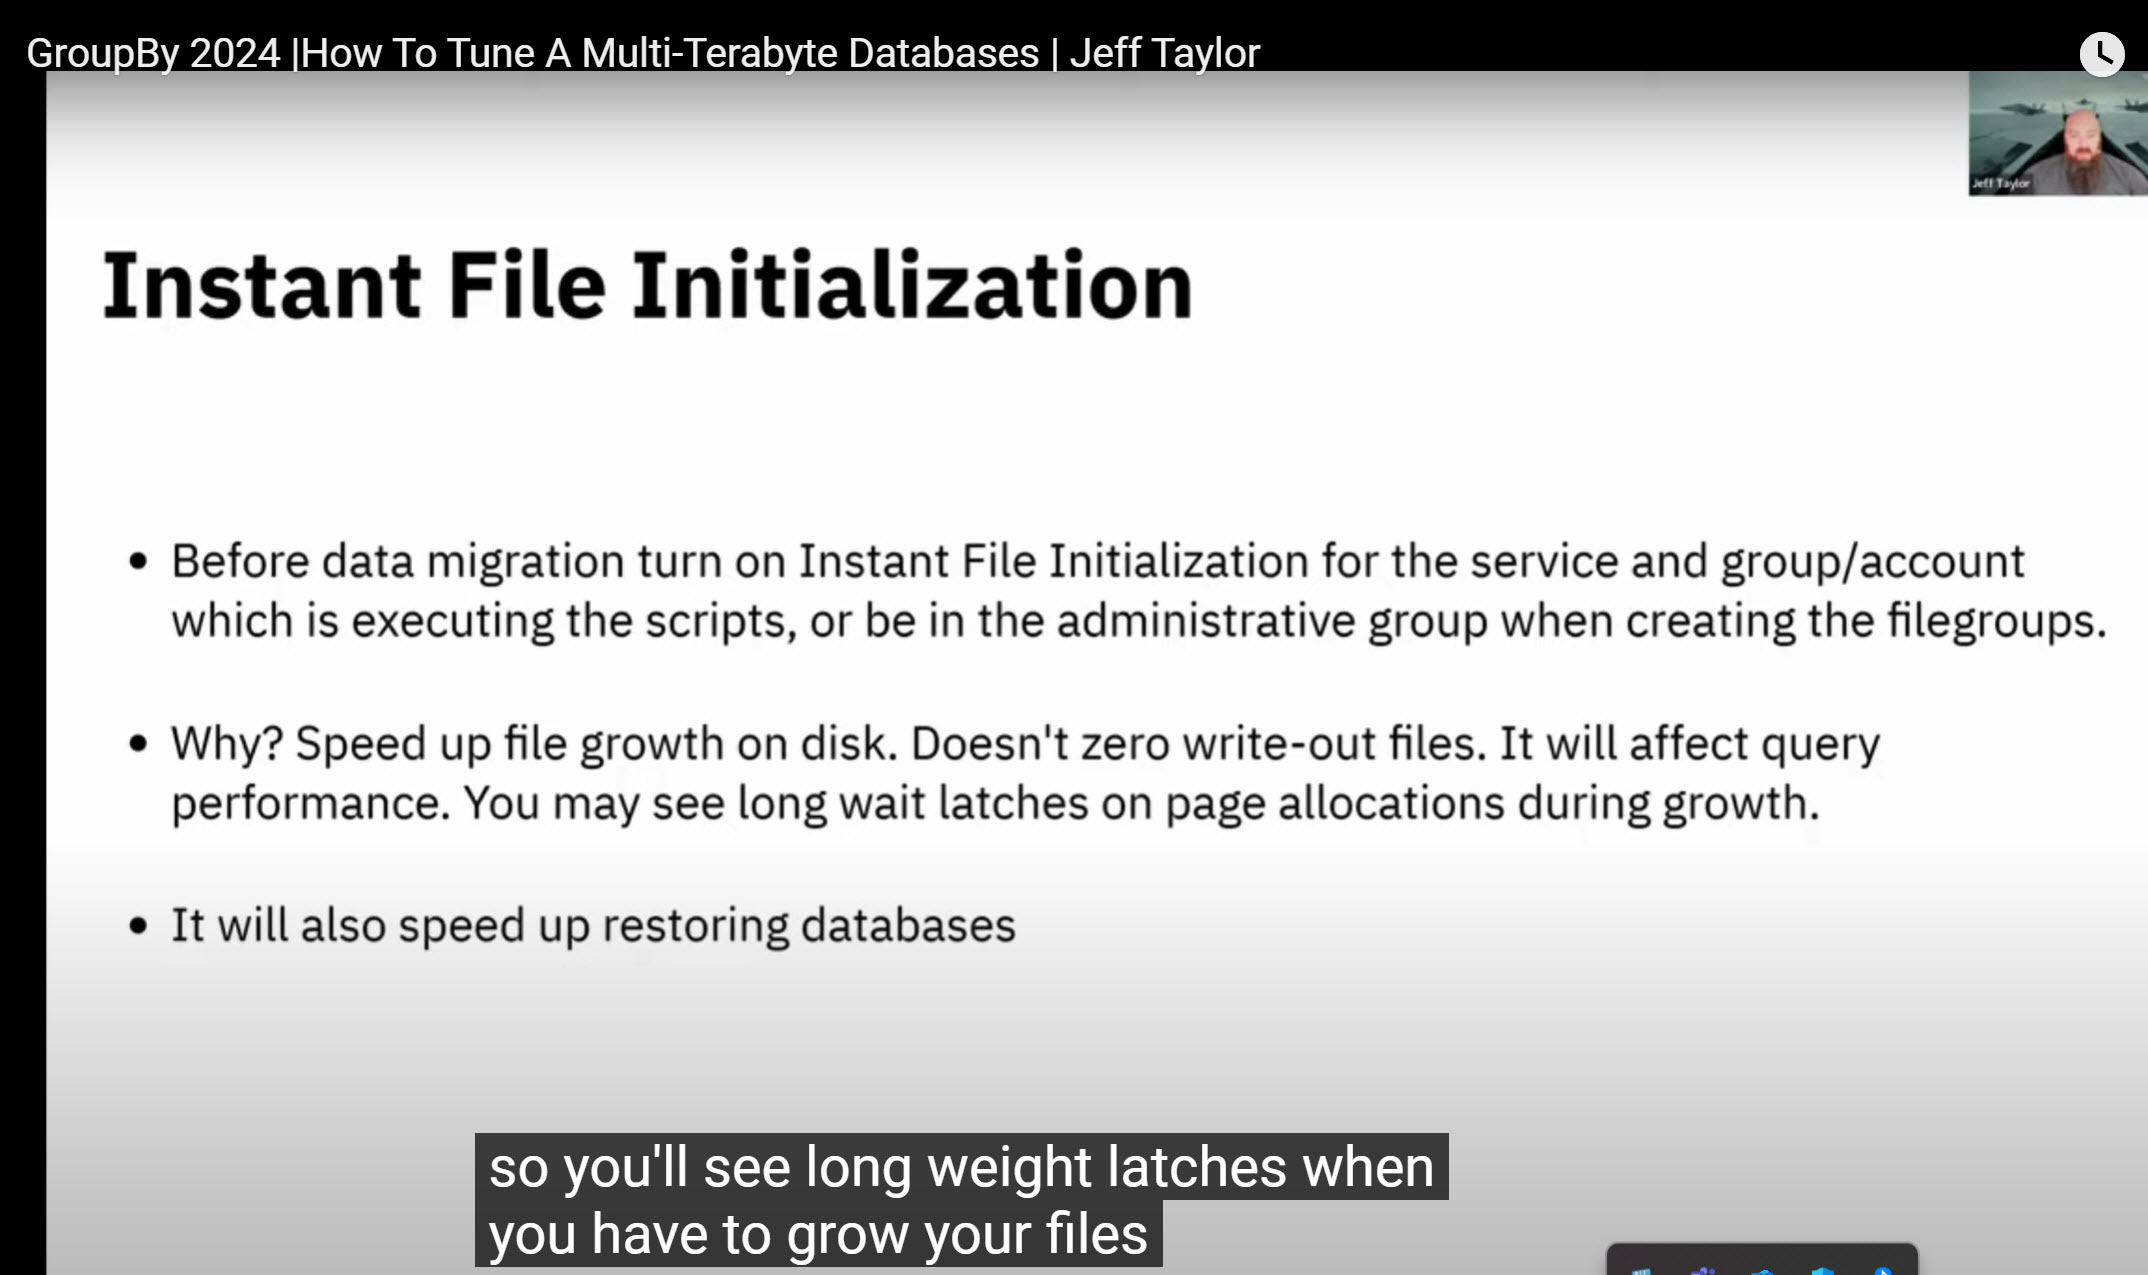 GroupBy 2024 |How To Tune A Multi-Terabyte Databases | Jeff Taylor
Jeff Taylor
Instant File Initialization
• Before data migration turn on Instant File Initialization for the service and group/account
which is executing the scripts, or be in the administrative group when creating the filegroups.
• Why? Speed up file growth on disk. Doesn't zero write-out files. It will affect query
performance. You may see long wait latches on page allocations during growth.
• It will also speed up restoring databases
so you'll see long weight latches when
you have to grow your files